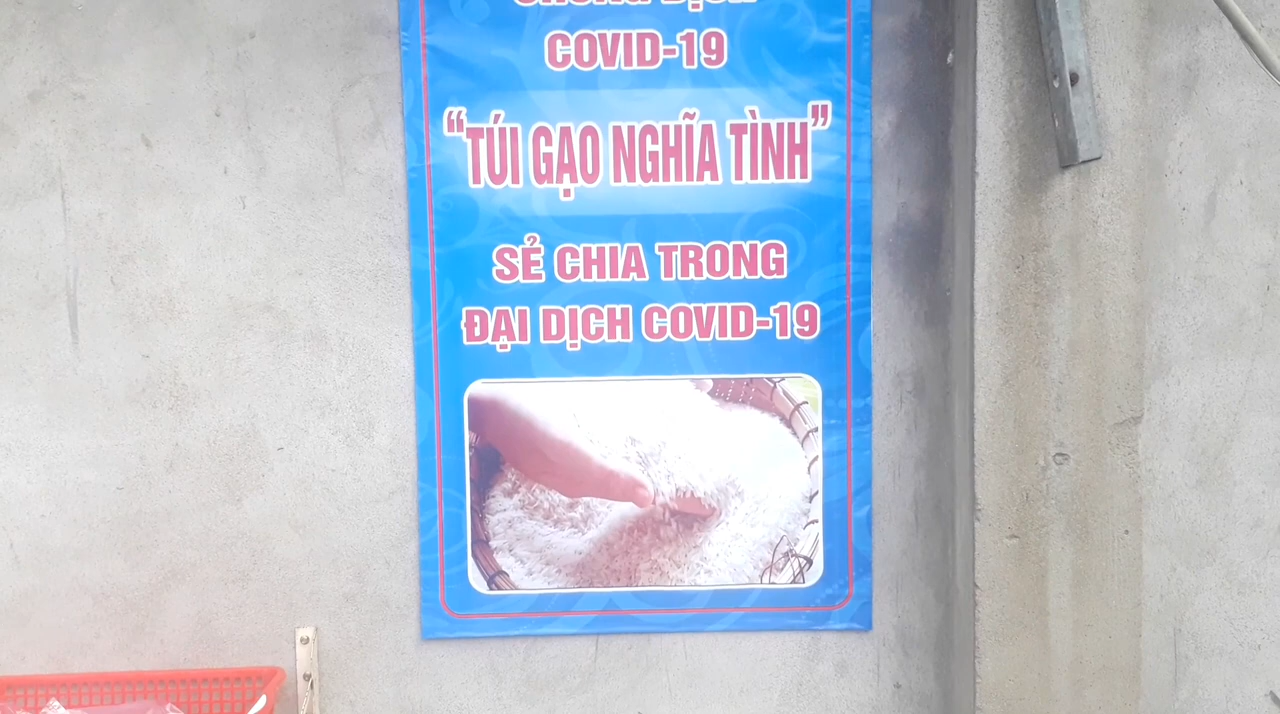 COVID-19
“TÚI GẠO NGHĨA TÌNH”
SẺ CHIA TRONG
ĐẠI DỊCH COVID-19